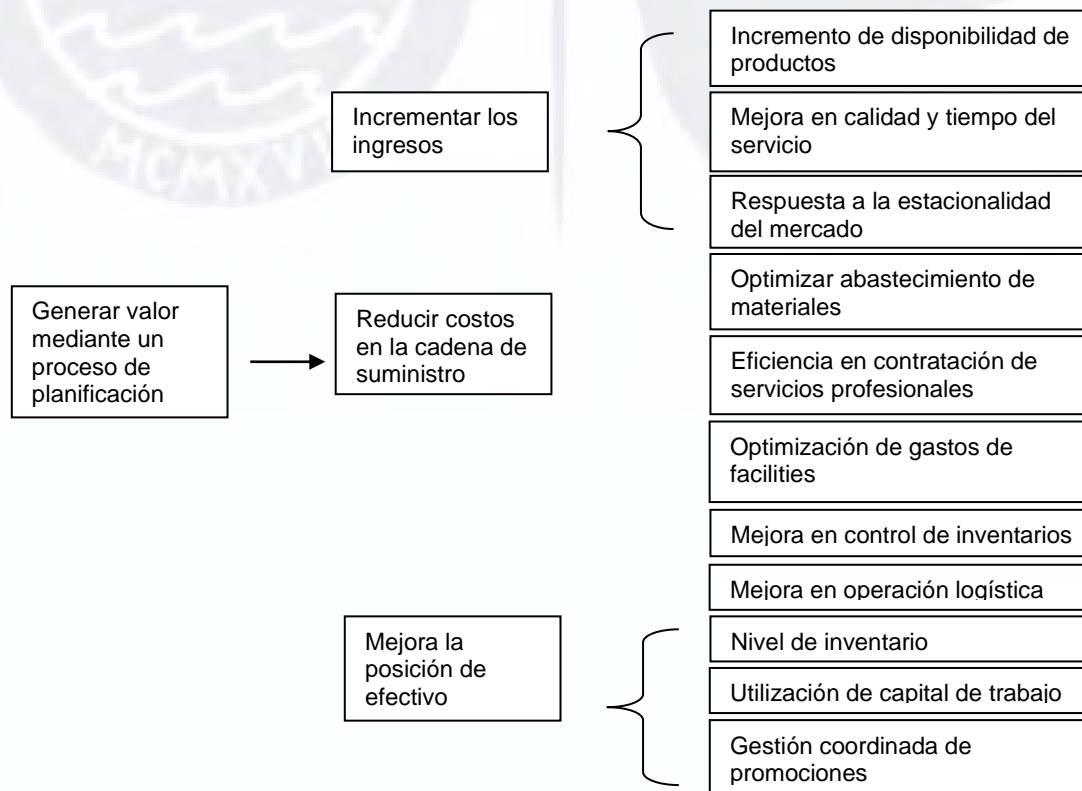 MCMXVII
Incrementar los
ingresos
Incremento de disponibilidad de
productos
Mejora en calidad y tiempo del
servicio
Respuesta a la estacionalidad
del mercado
Generar valor
mediante un
proceso de
planificación
Reducir costos
en la cadena de
suministro
Optimizar abastecimiento de
materiales
Eficiencia en contratación de
servicios profesionales
Optimización de gastos de
facilities
Mejora en control de inventarios
Mejora en operación logística
Mejora la
posición de
efectivo
Nivel de inventario
Utilización de capital de trabajo
Gestión coordinada de
promociones